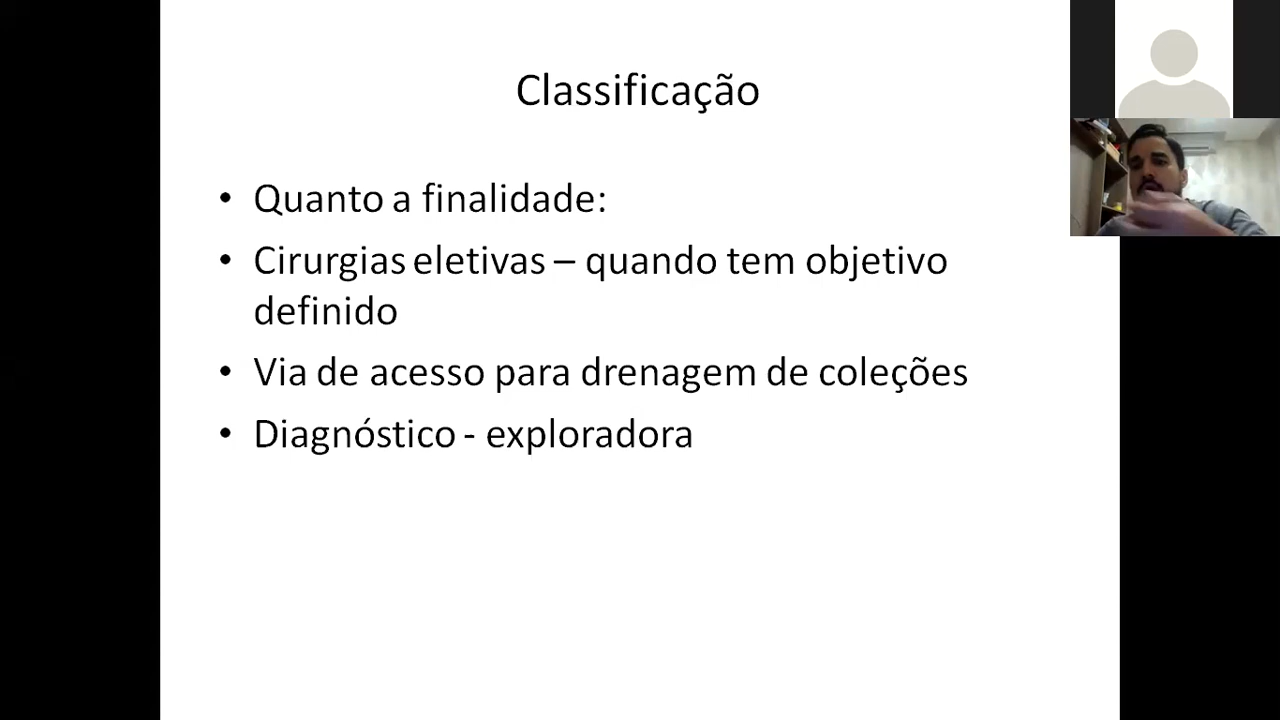 Classificação
• Quanto a finalidade:
• Cirurgias eletivas – quando tem objetivo
definido
• Via de acesso para drenagem de coleções
• Diagnóstico - exploradora